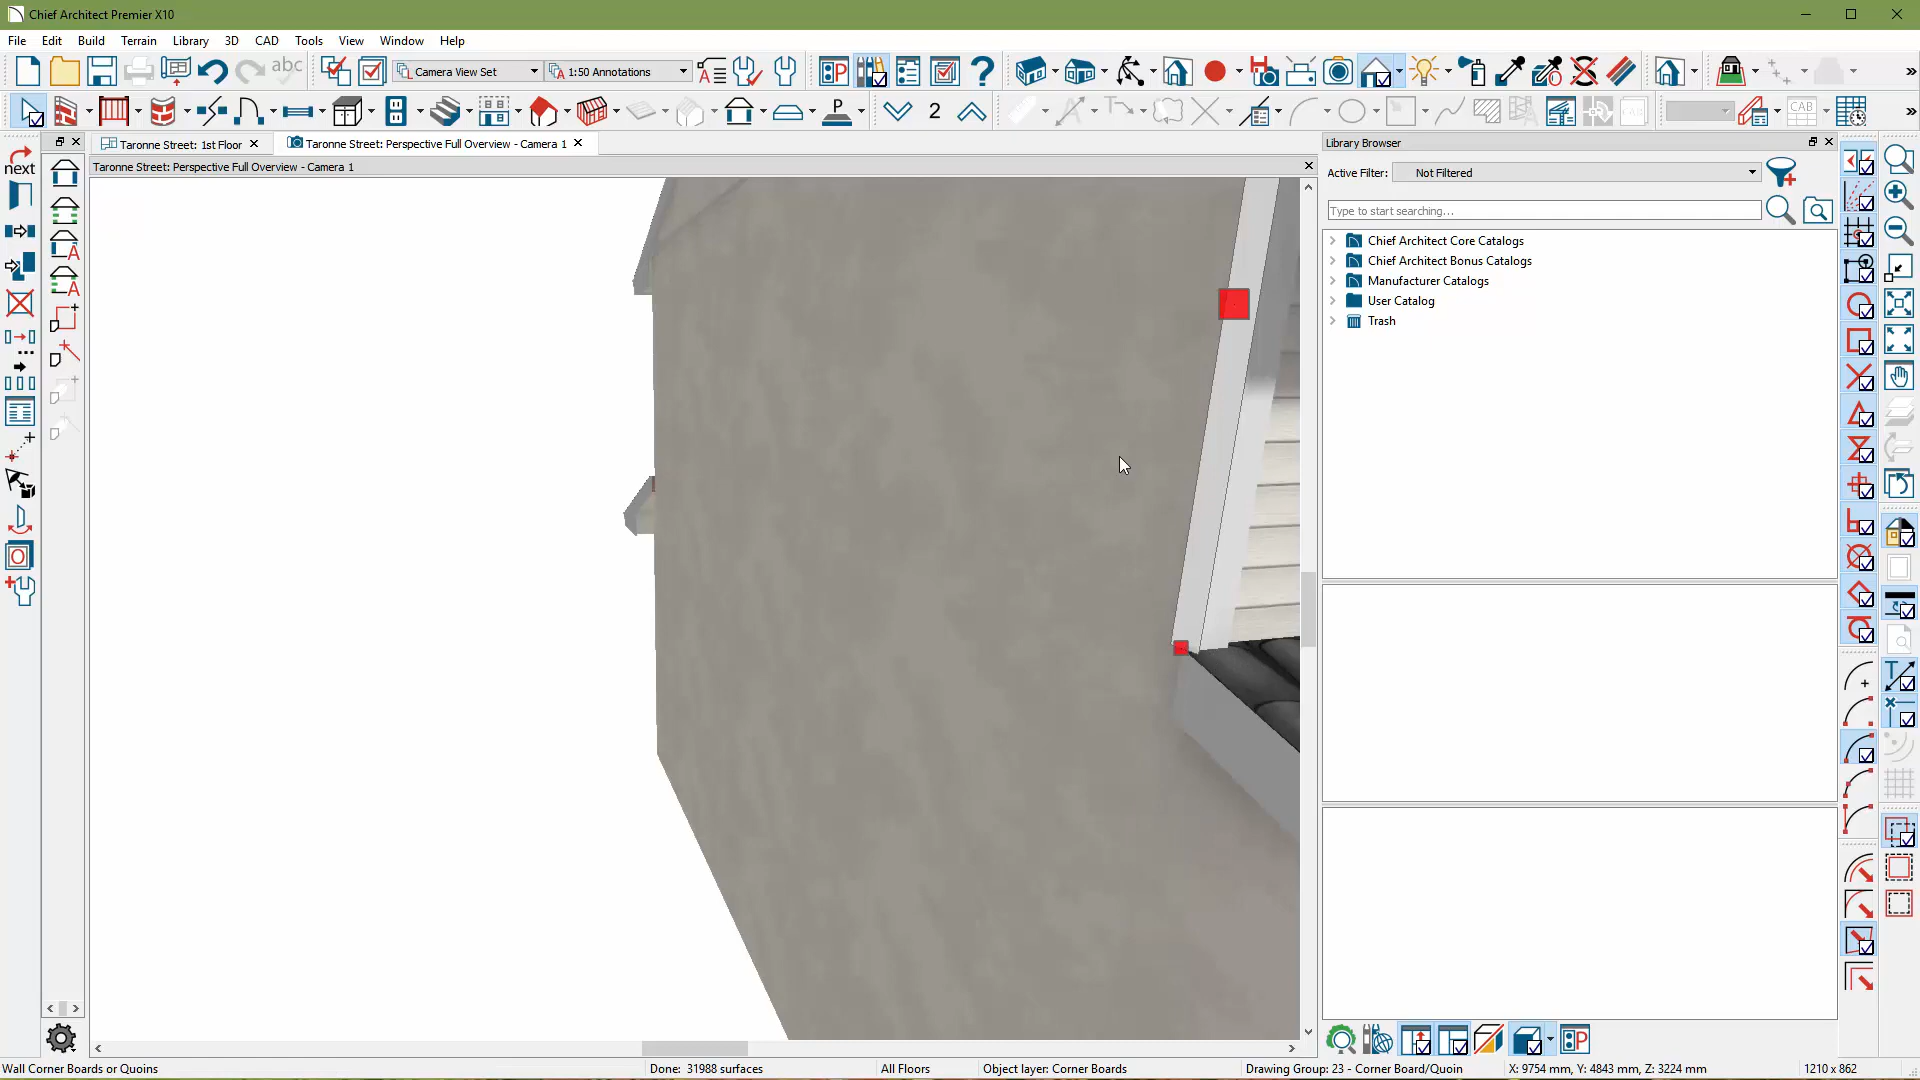 Chief Architect Premier X10
File Edit Build Terrain Library 3D CAD Tools View Window Help
abc Camera View Set 1:50 Annotations
2 P CAB
next
Taronne Street: 1st Floor Taronne Street: Perspective Full Overview - Camera 1
Taronne Street: Perspective Full Overview - Camera 1
Library Browser
Active Filter: Not Filtered
Type to start searching...
Chief Architect Core Catalogs
Chief Architect Bonus Catalogs
Manufacturer Catalogs
User Catalog
Trash
Wall Corner Boards or Quoins Done: 31988 surfaces All Floors Object layer: Corner Boards Drawing Group: 23 - Corner Board/Quoin X: 9754 mm, Y: 4843 mm, Z: 3224 mm 1210 x 862